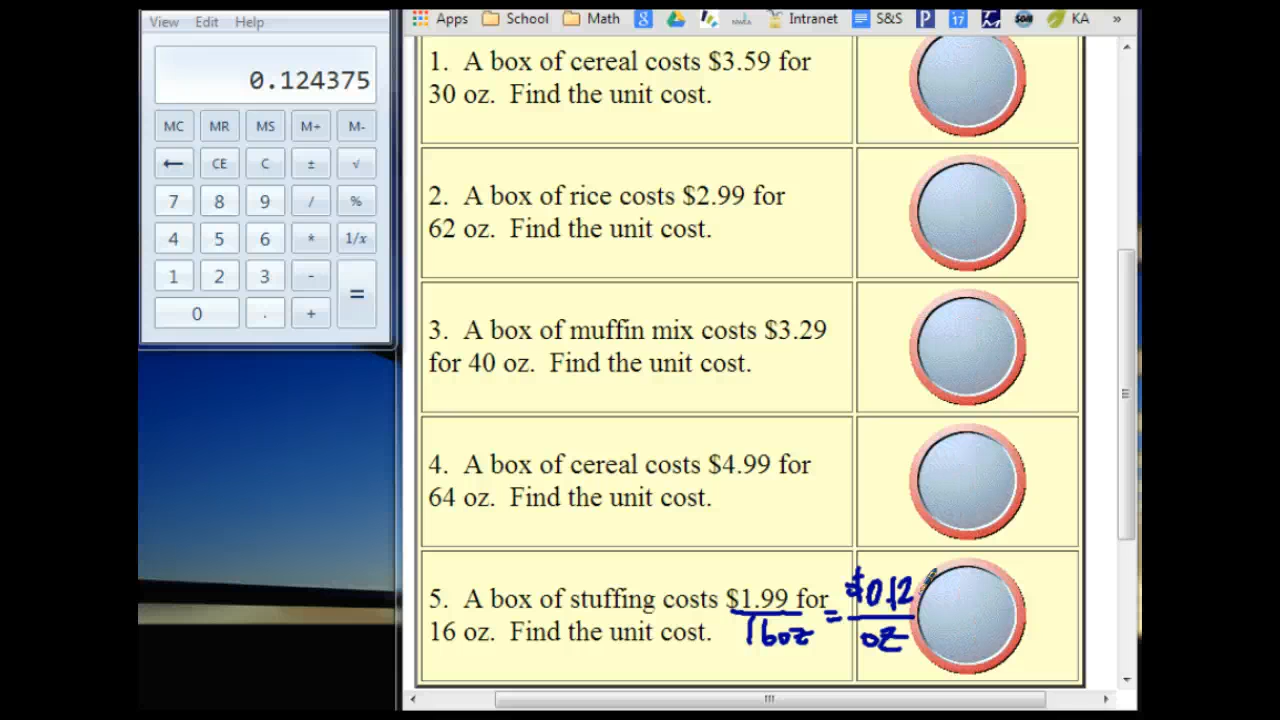 View Edit Help
0.124375
MC MR MS M+ M-
← CE C ± √
7 8 9 / %
4 5 6 * 1/x
1 2 3 - =
0 . +
Apps School Math Intranet S&S 17 KA »
1. A box of cereal costs $3.59 for
30 oz. Find the unit cost.
2. A box of rice costs $2.99 for
62 oz. Find the unit cost.
3. A box of muffin mix costs $3.29
for 40 oz. Find the unit cost.
4. A box of cereal costs $4.99 for
64 oz. Find the unit cost.
5. A box of stuffing costs $1.99 for
16 oz. Find the unit cost.
16oz = $0.12
oz